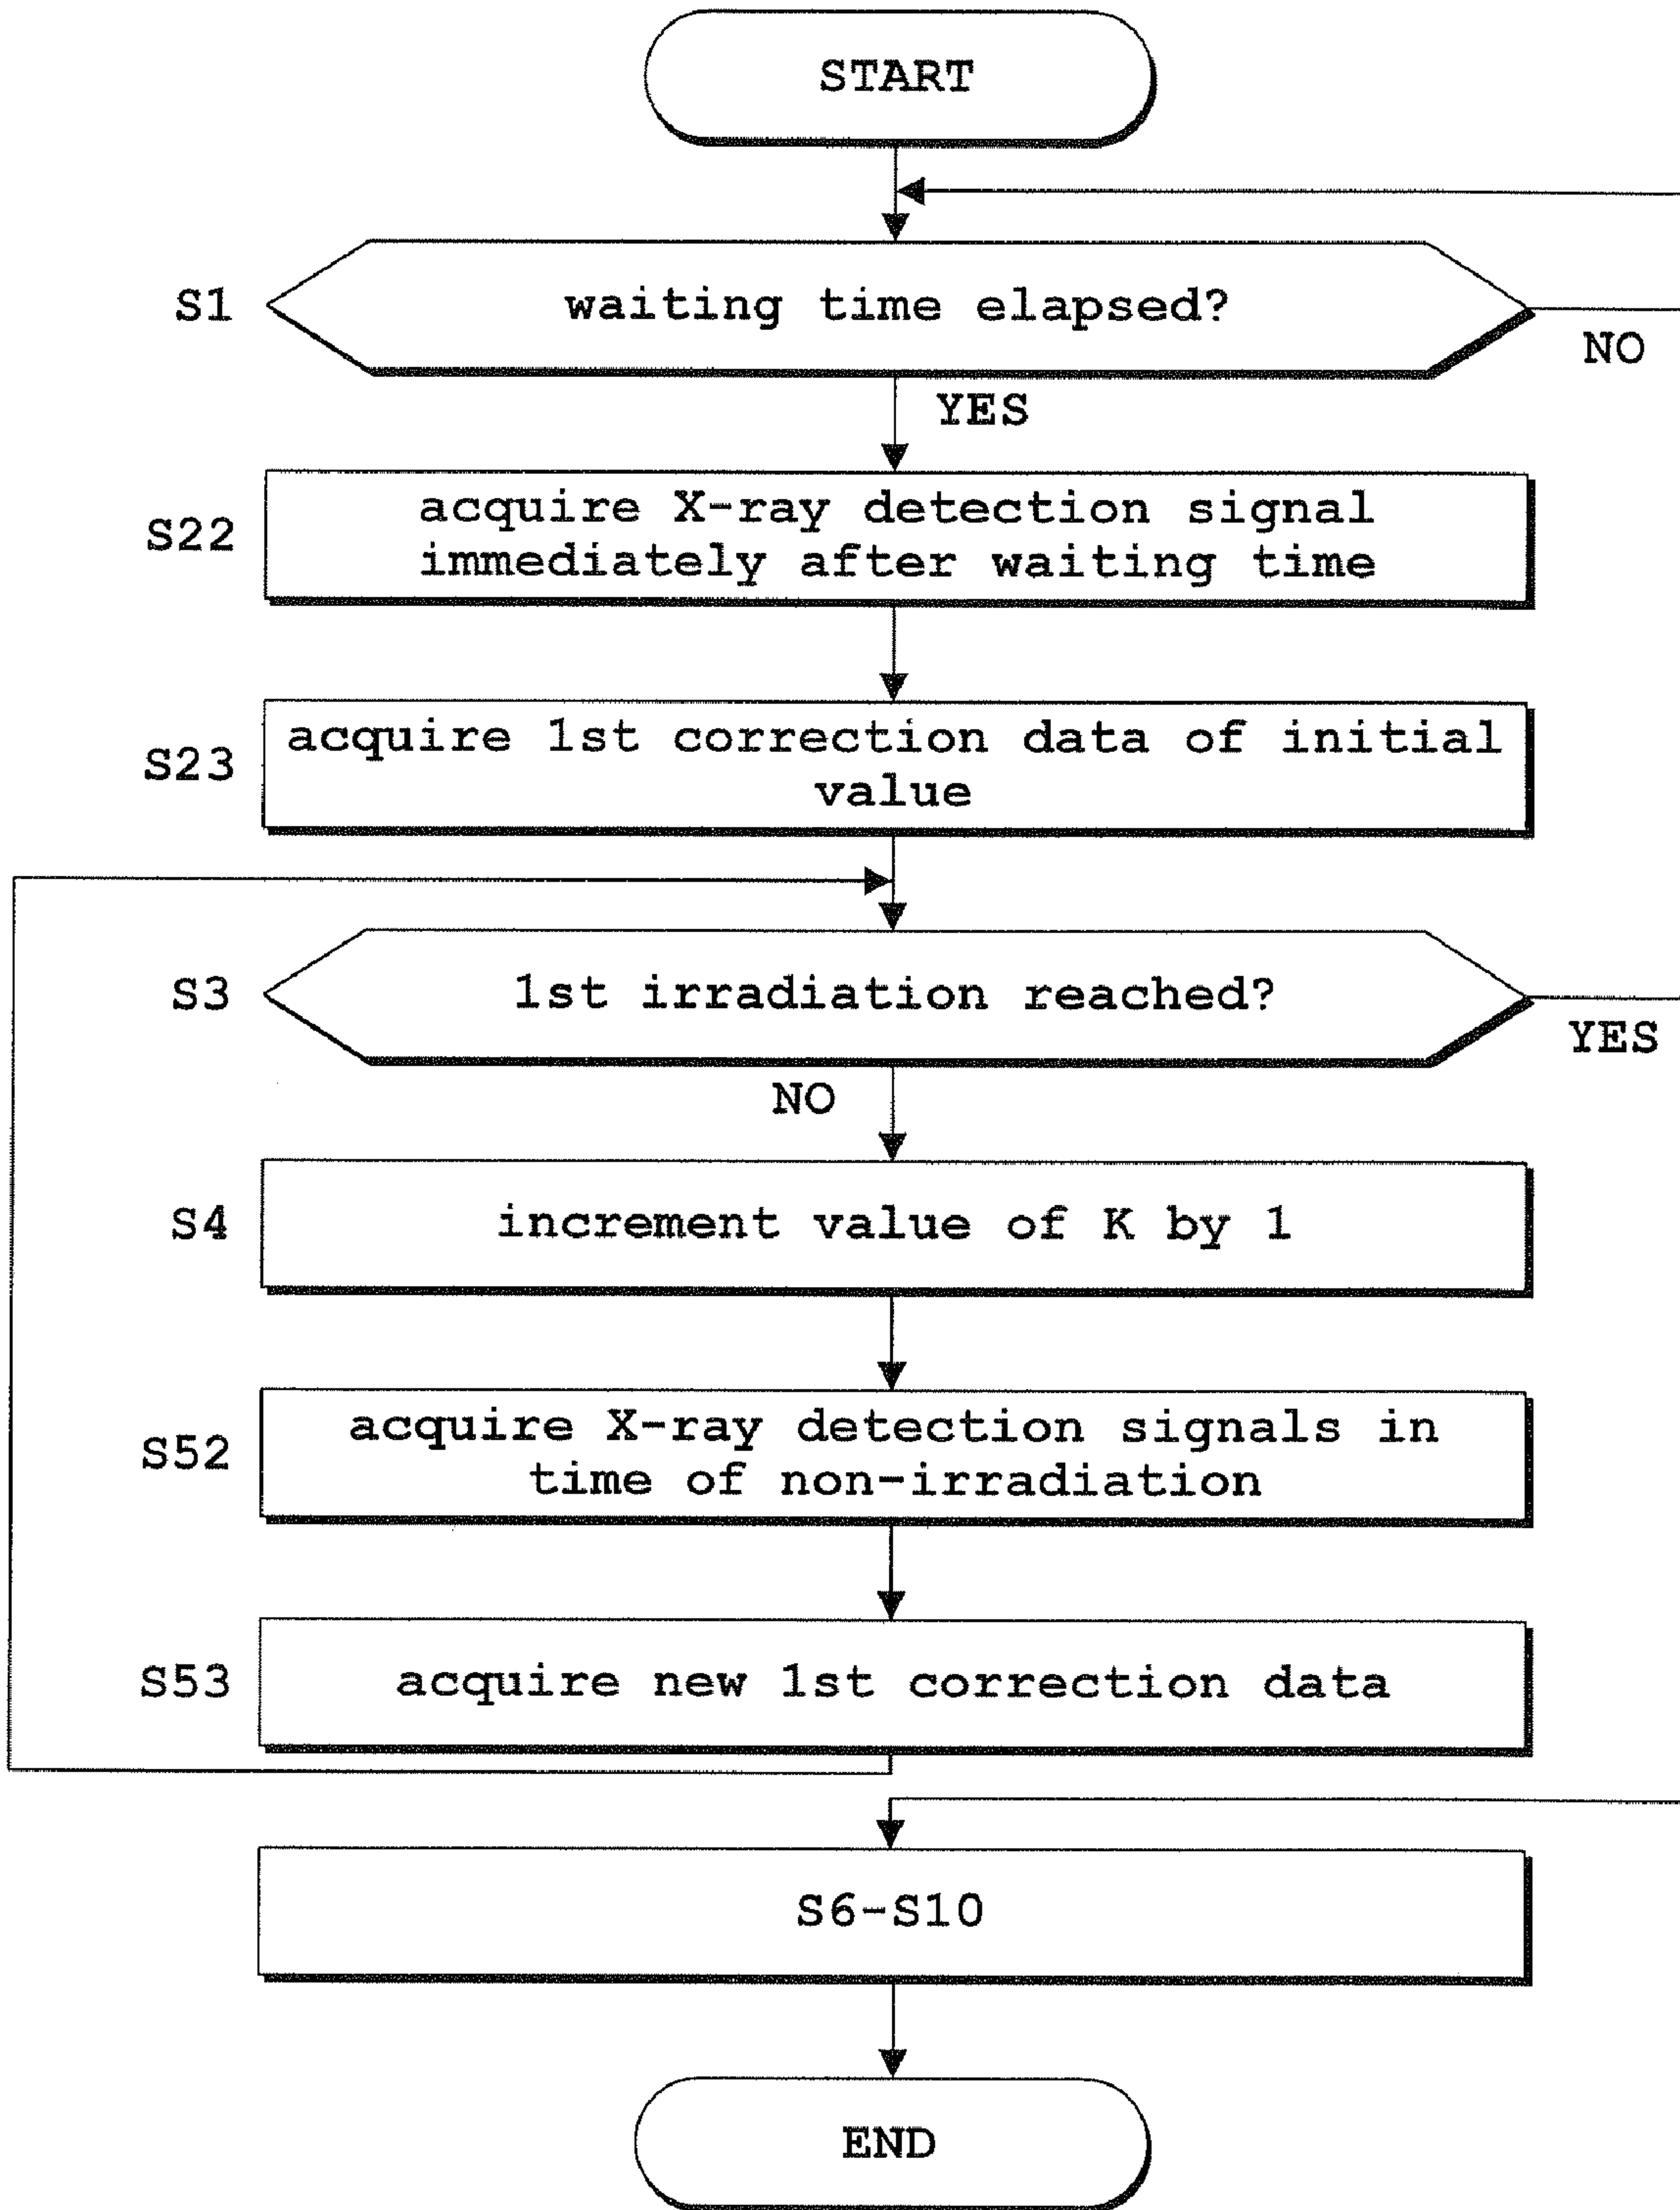 START
S1
waiting time elapsed?
NO
YES
S22
acquire X-ray detection signal
immediately after waiting time
S23
acquire 1st correction data of initial
value
S3
1st irradiation reached?
YES
NO
S4
increment value of K by 1
S52
acquire X-ray detection signals in
time of non-irradiation
S53
acquire new 1st correction data
S6-S10
END